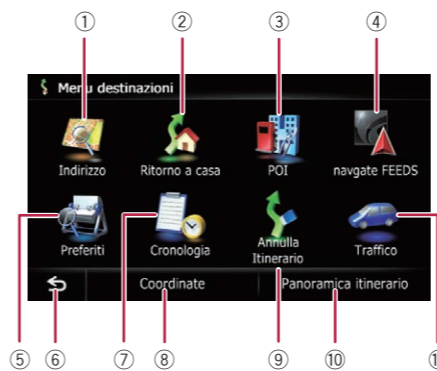 ① ② ③ ④
Menu destinazioni
Indirizzo Ritorno a casa POI navgate FEEDS
Preferiti Cronologia Annulla Itinerario Traffico
Coordinate Panoramica itinerario
⑤ ⑥ ⑦ ⑧ ⑨ ⑩